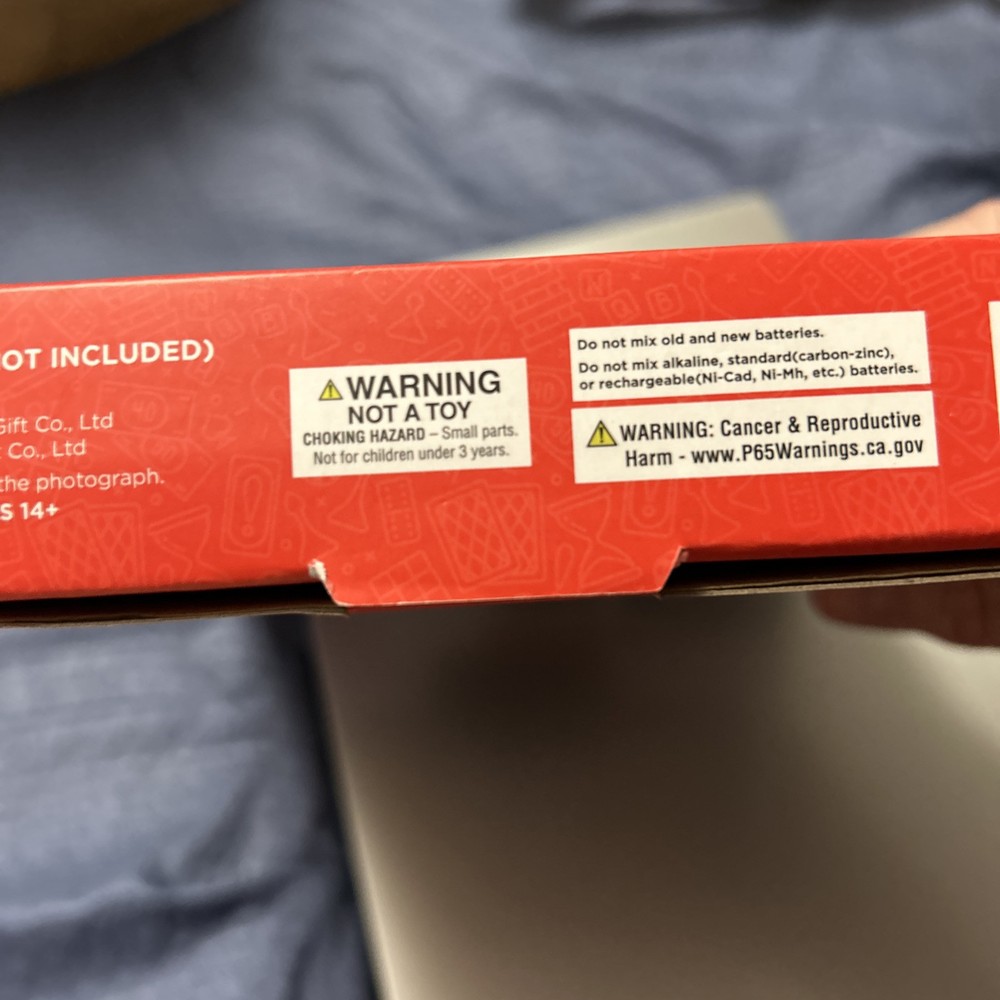 OT INCLUDED)
Gift Co., Ltd
Co., Ltd
the photograph.
S 14+
WARNING
NOT A TOY
CHOKING HAZARD – Small parts.
Not for children under 3 years.
Do not mix old and new batteries.
Do not mix alkaline, standard(carbon-zinc),
or rechargeable(Ni-Cad, Ni-Mh, etc.) batteries.
WARNING: Cancer & Reproductive
Harm - www.P65Warnings.ca.gov